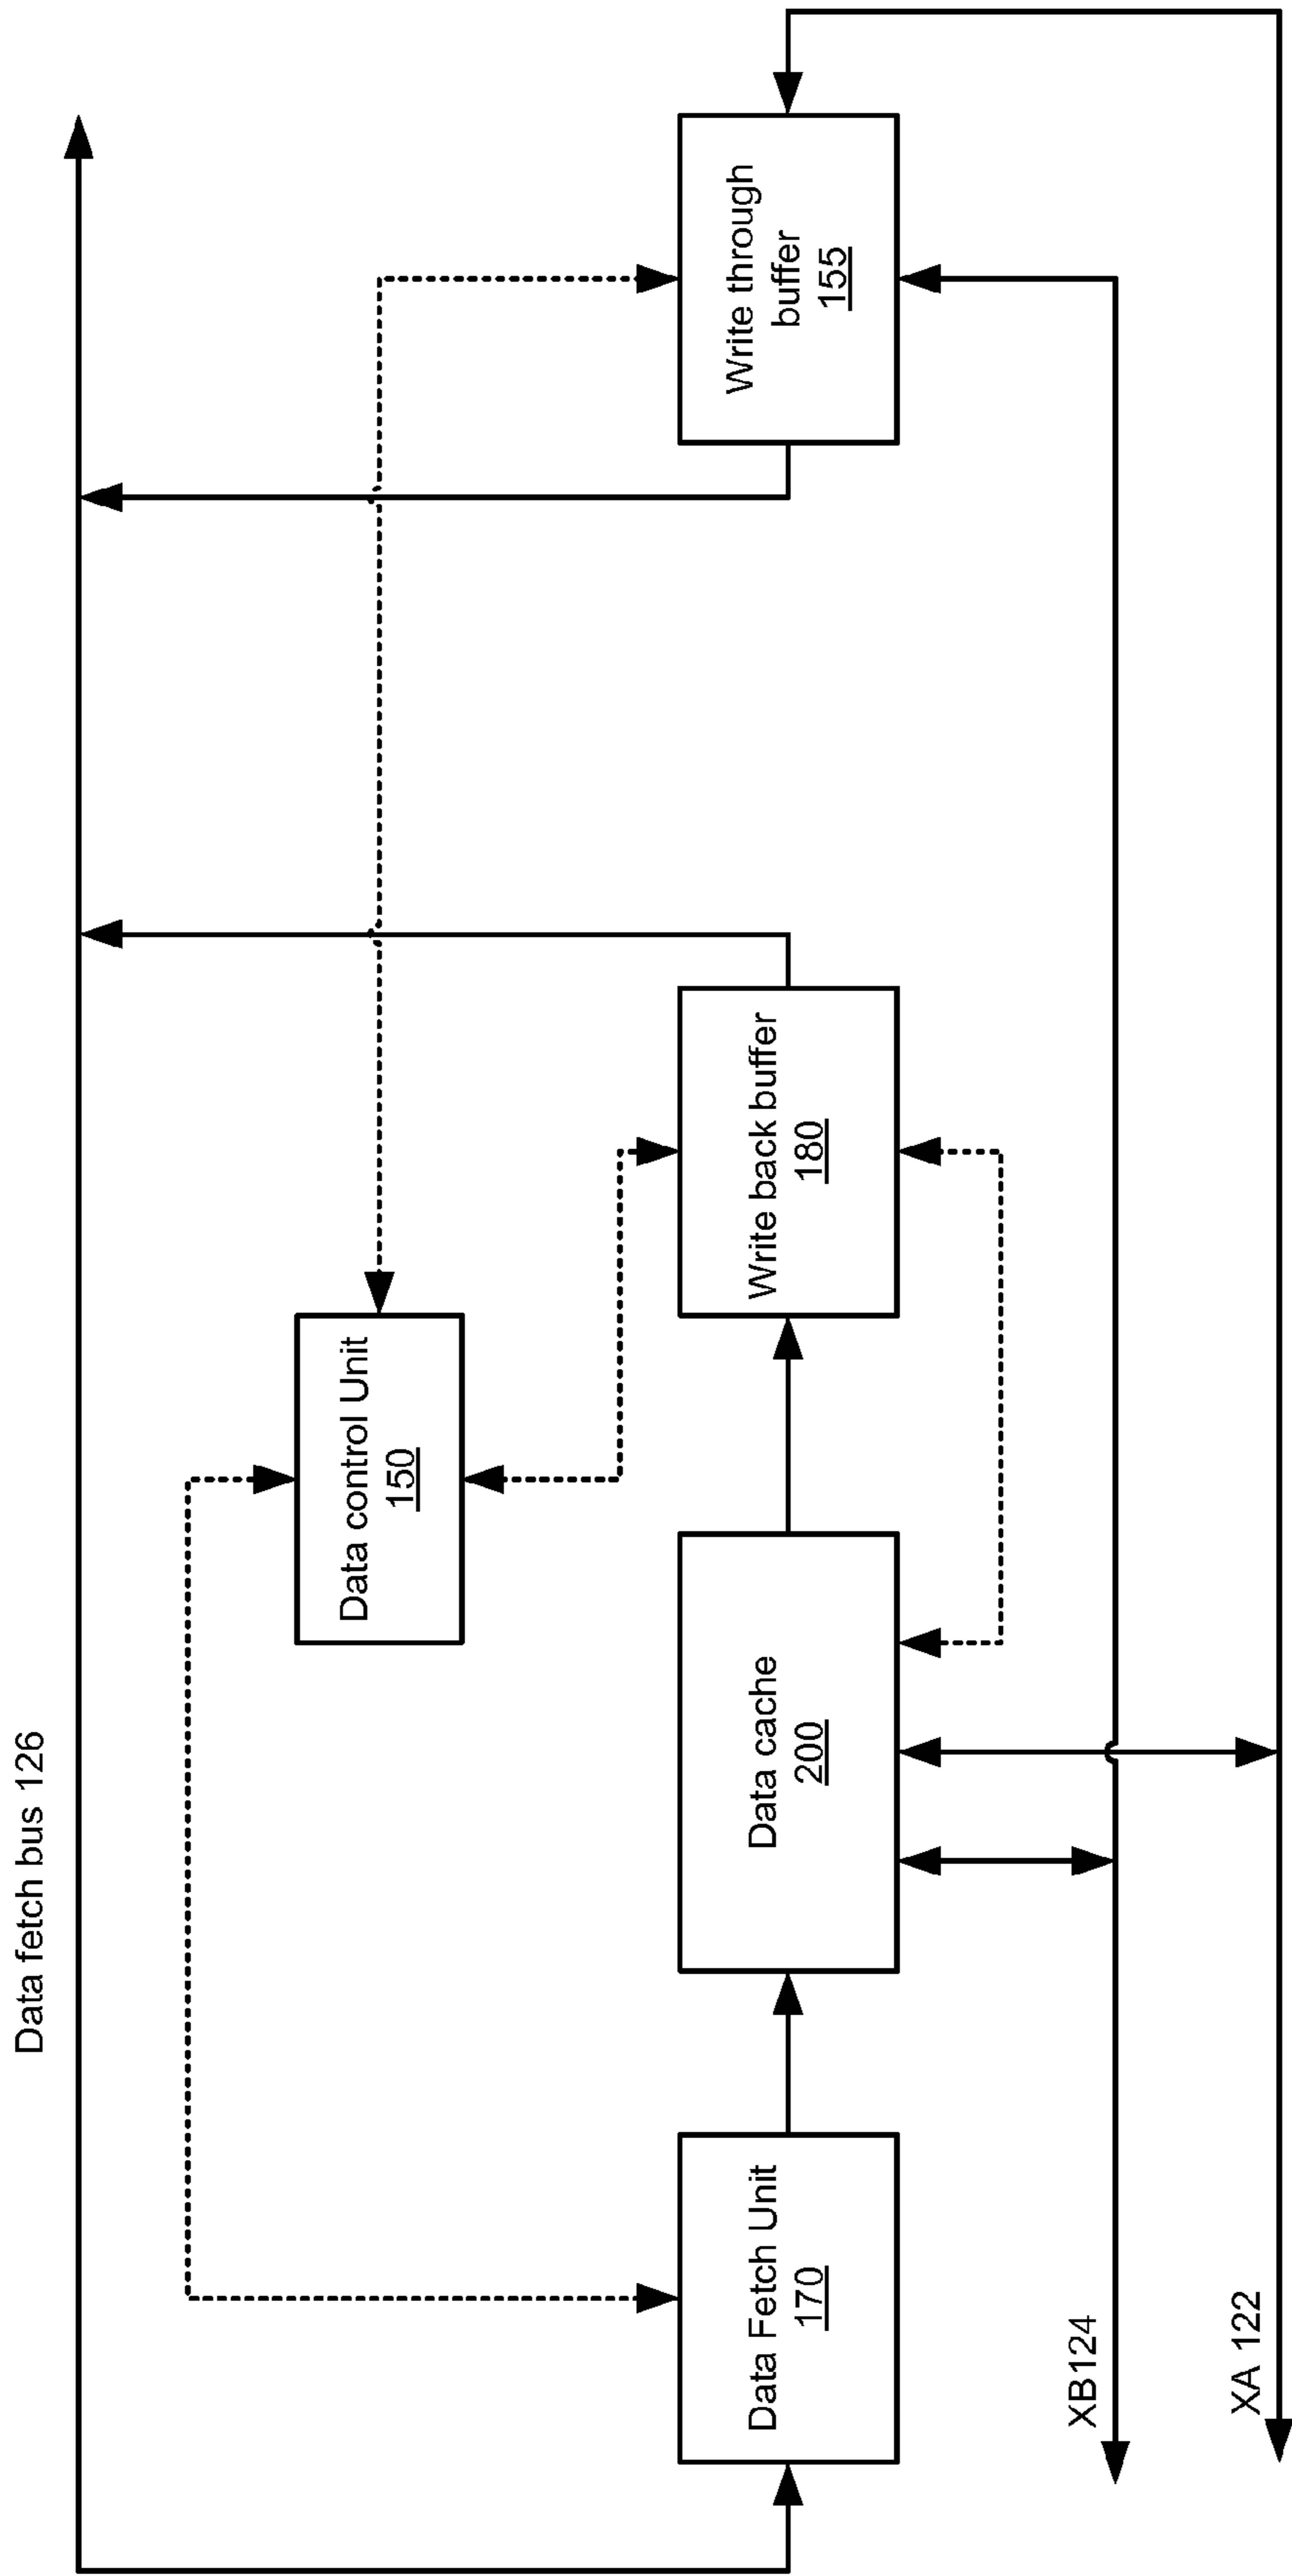 Data fetch bus 126
Data control Unit
150
Data Fetch Unit
170
Data cache
200
Write back buffer
180
Write through
buffer
155
XB124
XA 122